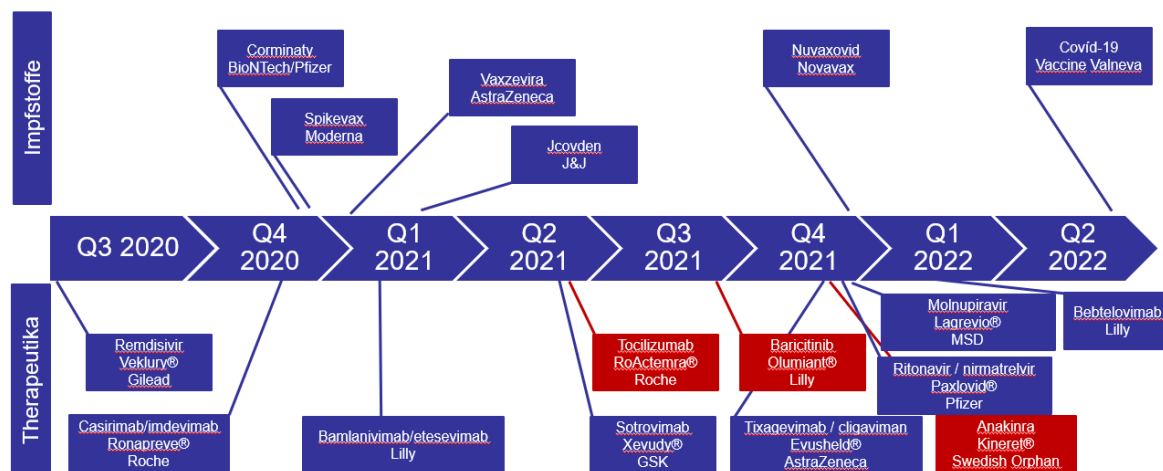 Impfstoffe
Corminaty
BioNTech/Pfizer
Spikevax
Moderna
Vaxzevira
AstraZeneca
Jcovden
J&J
Nuvaxovid
Novavax
Covíd-19
Vaccine Valneva
Q3 2020
Q4
2020
Q1
2021
Q2
2021
Q3
2021
Q4
2021
Q1
2022
Q2
2022
Therapeutika
Remdisivir
Veklury®
Gilead
Casirimab/imdevimab
Ronapreve®
Roche
Bamlanivimab/etesevimab
Lilly
Tocilizumab
RoActemra®
Roche
Sotrovimab
Xevudy®
GSK
Baricitinib
Olumiant®
Lilly
Tixagevimab / cligaviman
Evusheld®
AstraZeneca
Molnupiravir
Lagrevio®
MSD
Ritonavir / nirmatrelvir
Paxlovid®
Pfizer
Anakinra
Kineret®
Swedish Orphan
Bebtelovimab
Lilly